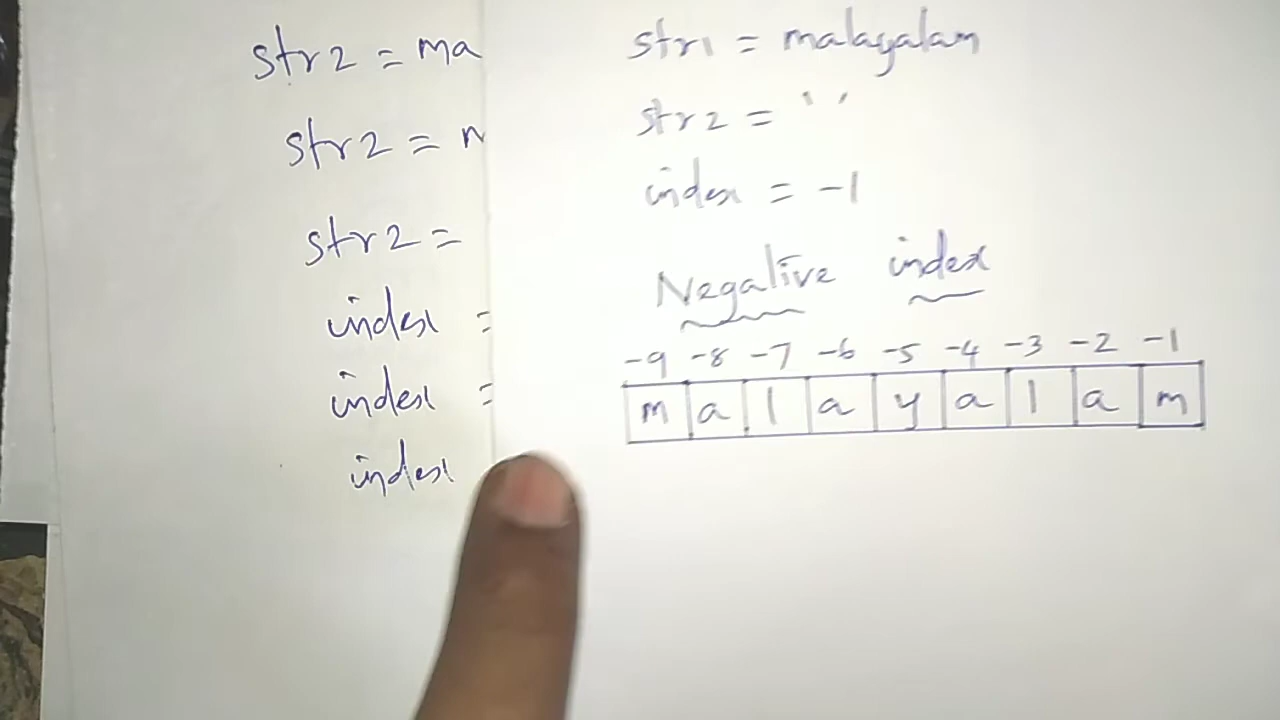 str2 = ma
str2 =
str2 =
index =
index =
index
str1 = malayalam
str2 = ' '
index = -1
Negative index
-9 -8 -7 -6 -5 -4 -3 -2 -1
m a l a y a l a m